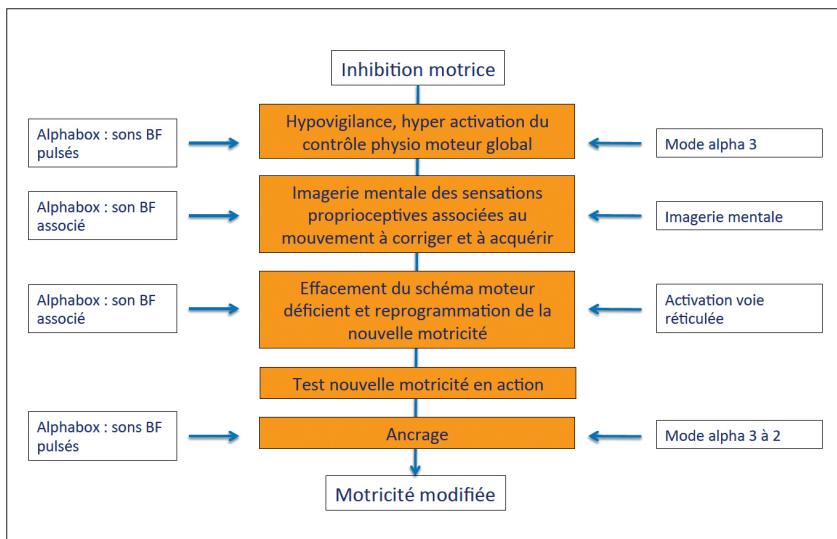 Inhibition motrice
Alphabox : sons BF
pulsés
Hypovigilance, hyper activation du
contrôle physio moteur global
Mode alpha 3
Alphabox : son BF
associé
Imagerie mentale des sensations
proprioceptives associées au
mouvement à corriger et à acquérir
Imagerie mentale
Alphabox : son BF
associé
Effacement du schéma moteur
déficient et reprogrammation de la
nouvelle motricité
Activation voie
réticulée
Test nouvelle motricité en action
Alphabox : sons BF
pulsés
Ancrage
Mode alpha 3 à 2
Motricité modifiée